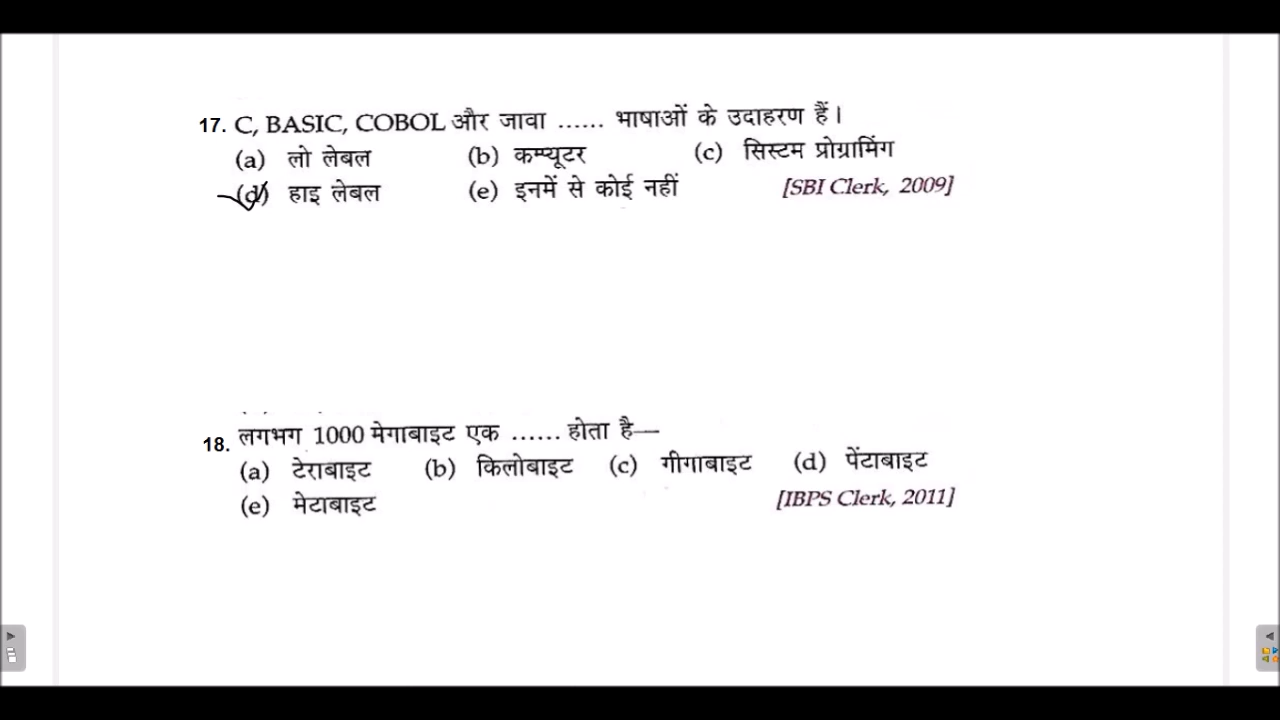 17. C, BASIC, COBOL और जावा ...... भाषाओं के उदाहरण हैं।
(a) लो लेबल (b) कम्प्यूटर (c) सिस्टम प्रोग्रामिंग
(d) हाइ लेबल (e) इनमें से कोई नहीं [SBI Clerk, 2009]
18. लगभग 1000 मेगाबाइट एक ...... होता है—
(a) टेराबाइट (b) किलोबाइट (c) गीगाबाइट (d) पेंटाबाइट
(e) मेटाबाइट [IBPS Clerk, 2011]